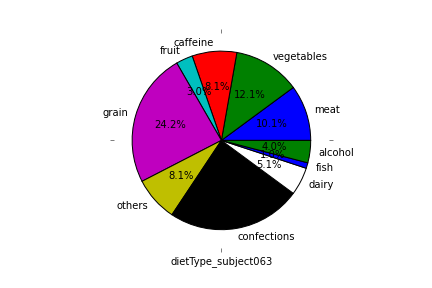 caffeine
fruit
vegetables
3.0%
8.1%
12.1%
grain
meat
24.2%
10.1%
4.0%
alcohol
fish
5.1%
dairy
8.1%
others
confections
dietType_subject063